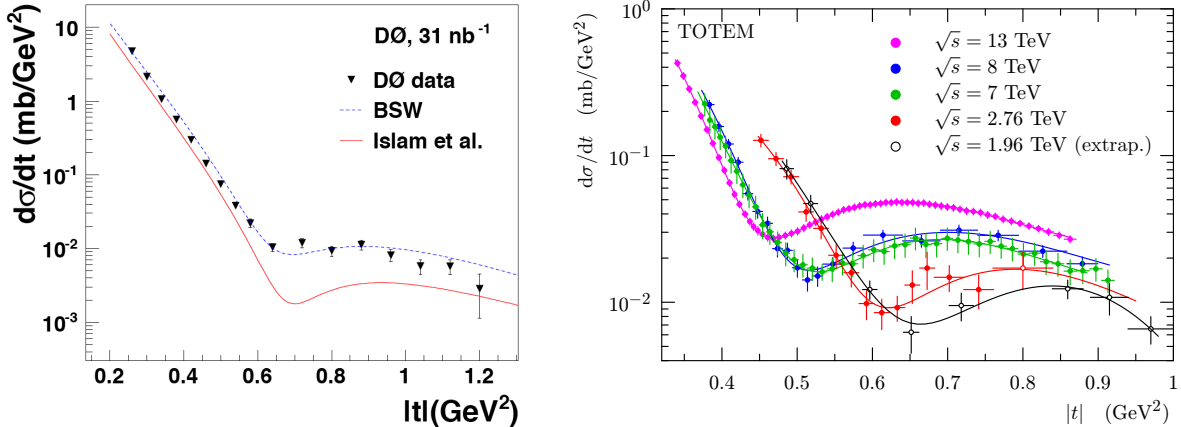 dσ/dt (mb/GeV²)
10
1
10⁻¹
10⁻²
10⁻³
0.2 0.4 0.6 0.8 1 1.2
|t|(GeV²)
DØ, 31 nb⁻¹
DØ data
BSW
Islam et al.
dσ/dt (mb/GeV²)
10⁰
10⁻¹
10⁻²
0.4 0.5 0.6 0.7 0.8 0.9 1
|t| (GeV²)
TOTEM
√s = 13 TeV
√s = 8 TeV
√s = 7 TeV
√s = 2.76 TeV
√s = 1.96 TeV (extrap.)